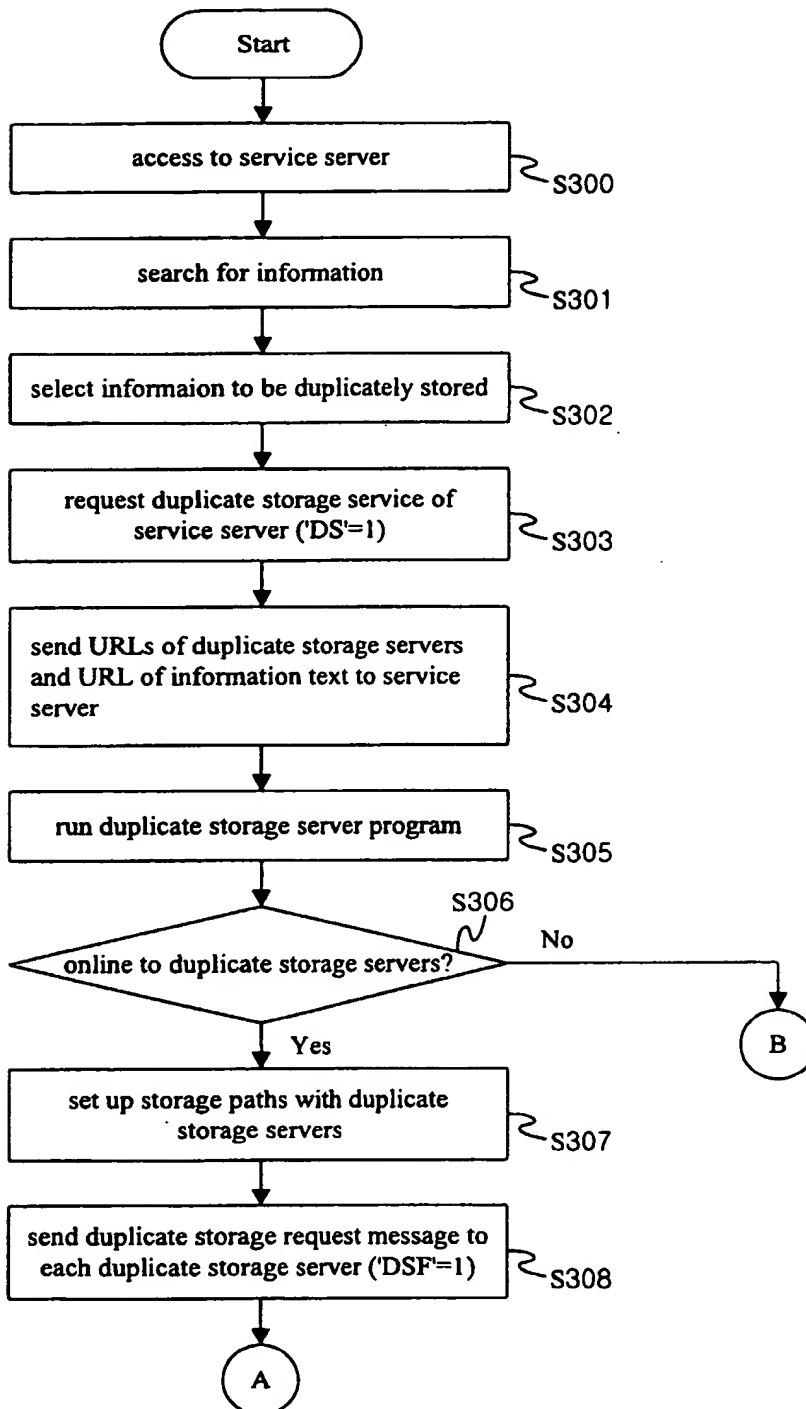 Start
access to service server
S300
search for information
S301
select informaion to be duplicately stored
S302
request duplicate storage service of
service server ('DS'=1)
S303
send URLs of duplicate storage servers
and URL of information text to service
server
S304
run duplicate storage server program
S305
S306
online to duplicate storage servers?
No
B
Yes
set up storage paths with duplicate
storage servers
S307
send duplicate storage request message to
each duplicate storage server ('DSF'=1)
S308
A